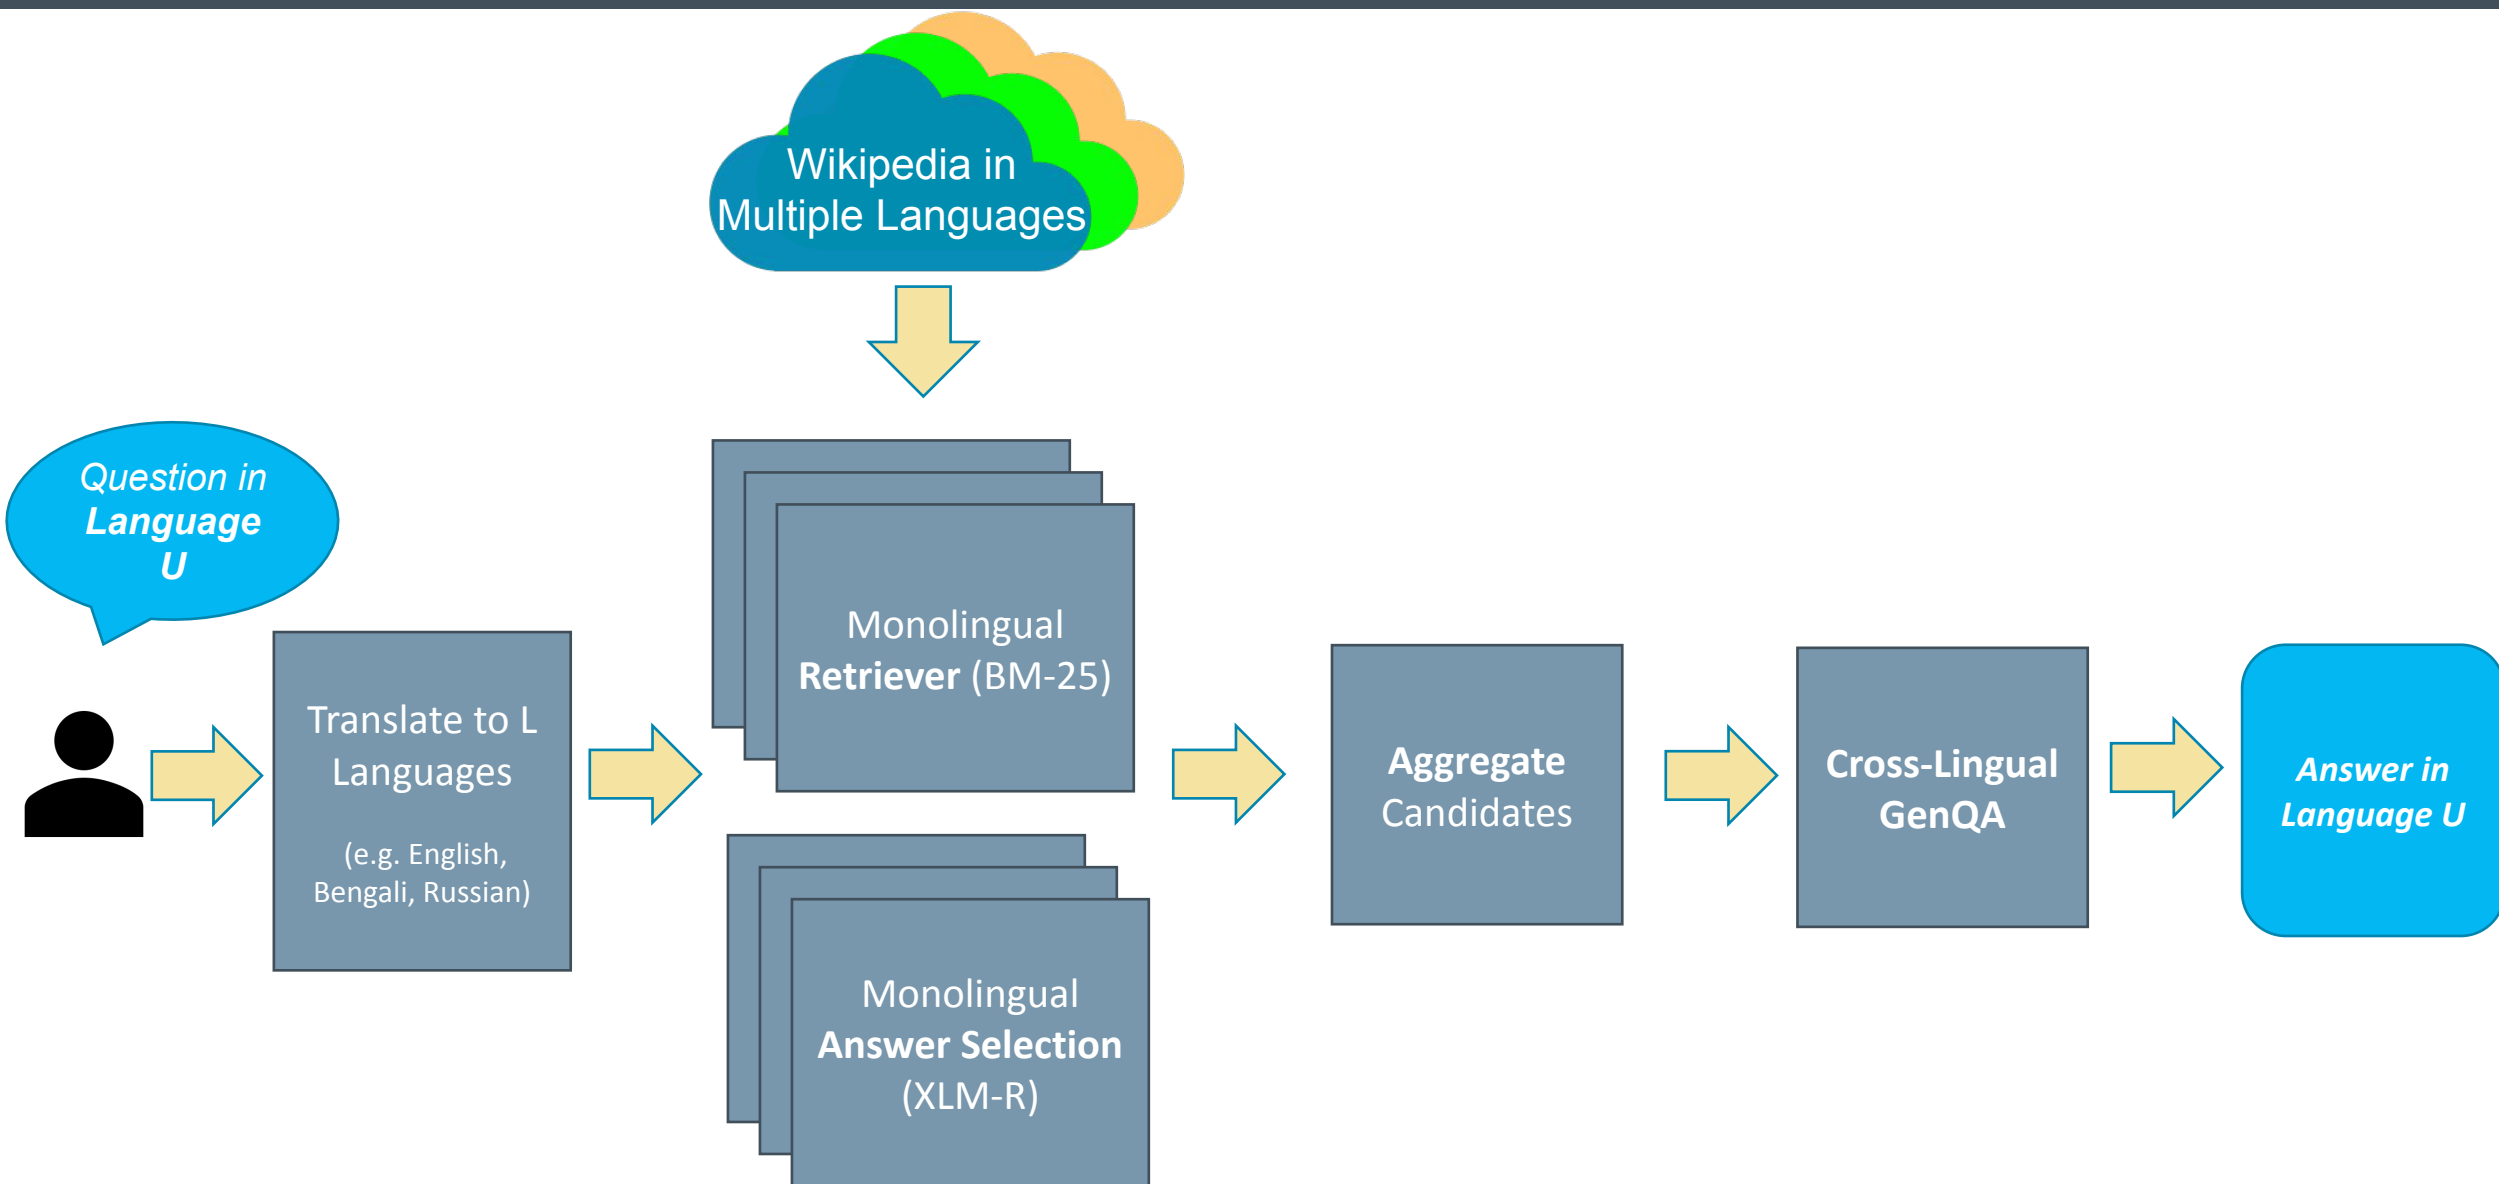 Wikipedia in
Multiple Languages
Question in
Language
U
Translate to L
Languages
(e.g. English,
Bengali, Russian)
Monolingual
Retriever (BM-25)
Monolingual
Answer Selection
(XLM-R)
Aggregate
Candidates
Cross-Lingual
GenQA
Answer in
Language U